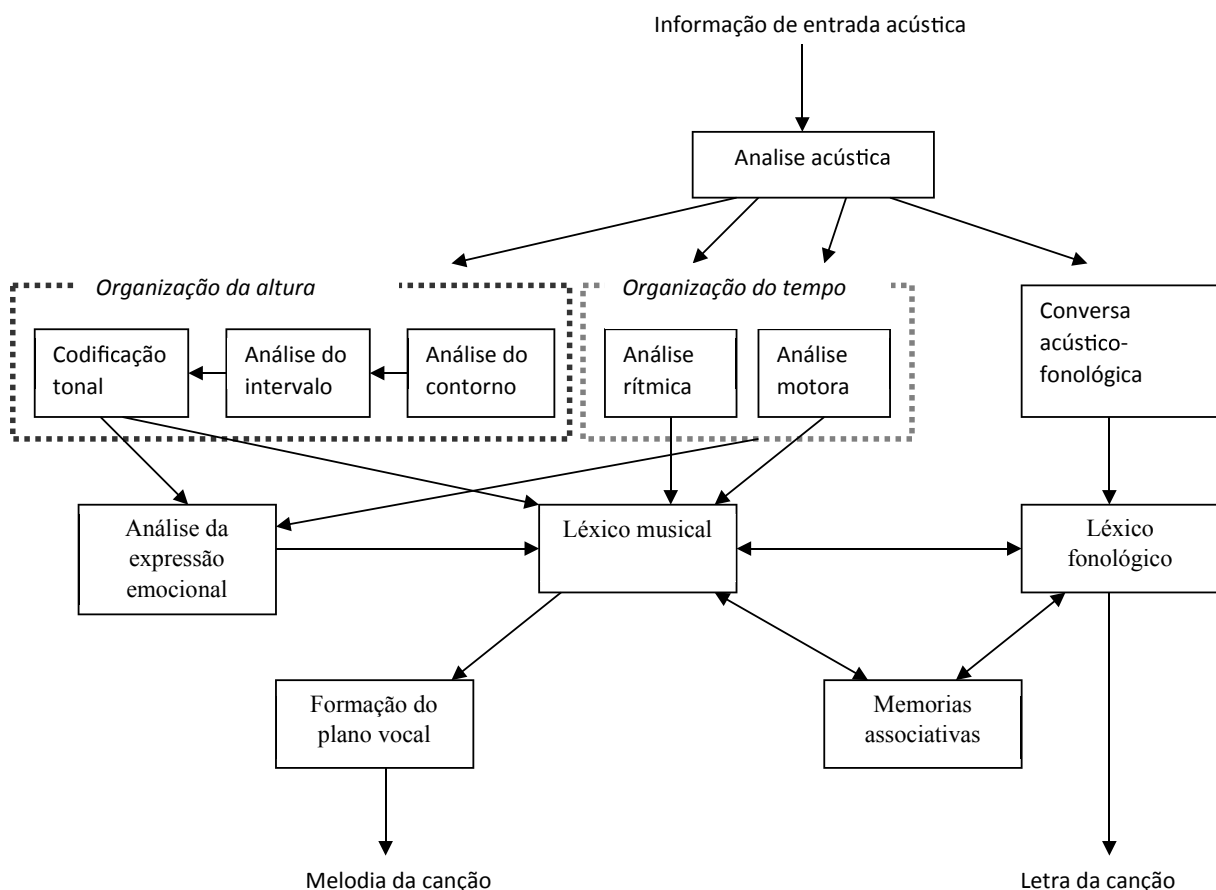 Informação de entrada acústica
Analise acústica
Organização da altura
Organização do tempo
Codificação
tonal
Análise do
intervalo
Análise do
contorno
Análise
rítmica
Análise
motora
Conversa
acústico-
fonológica
Análise da
expressão
emocional
Léxico musical
Léxico
fonológico
Formação do
plano vocal
Memorias
associativas
Melodia da canção
Letra da canção